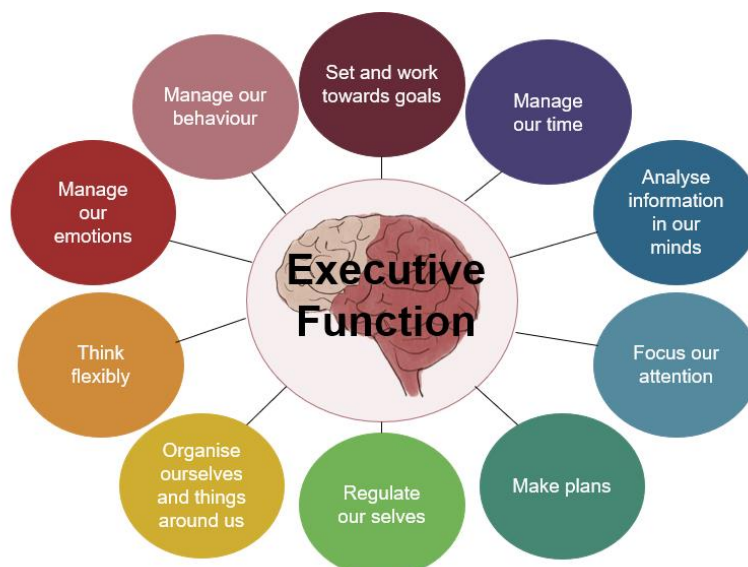 Executive
Function
Set and work
towards goals
Manage
our time
Analyse
information
in our
minds
Focus our
attention
Make plans
Regulate
our selves
Organise
ourselves
and things
around us
Think
flexibly
Manage
our
emotions
Manage our
behaviour